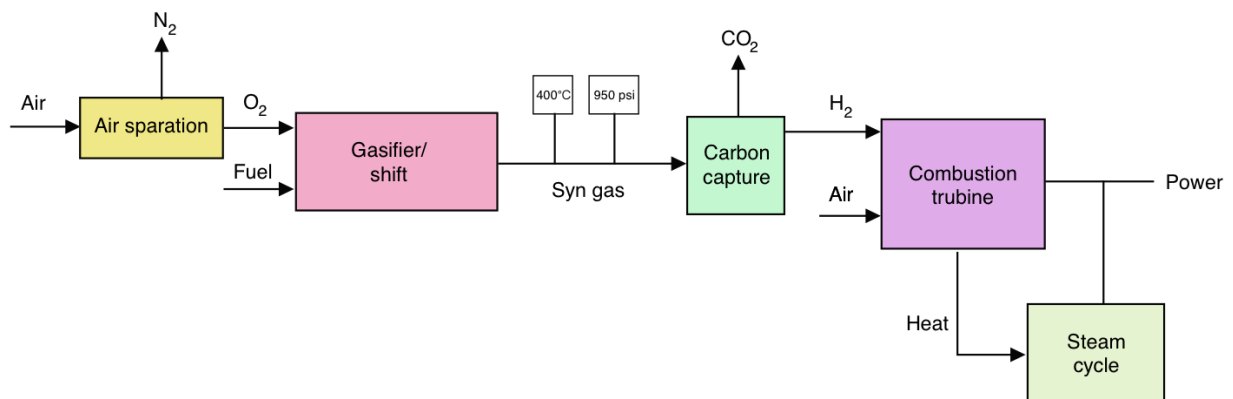 N₂
Air
Air sparation
O₂
Fuel
Gasifier/
shift
400°C
950 psi
Syn gas
CO₂
Carbon
capture
H₂
Air
Combustion
trubine
Power
Heat
Steam
cycle